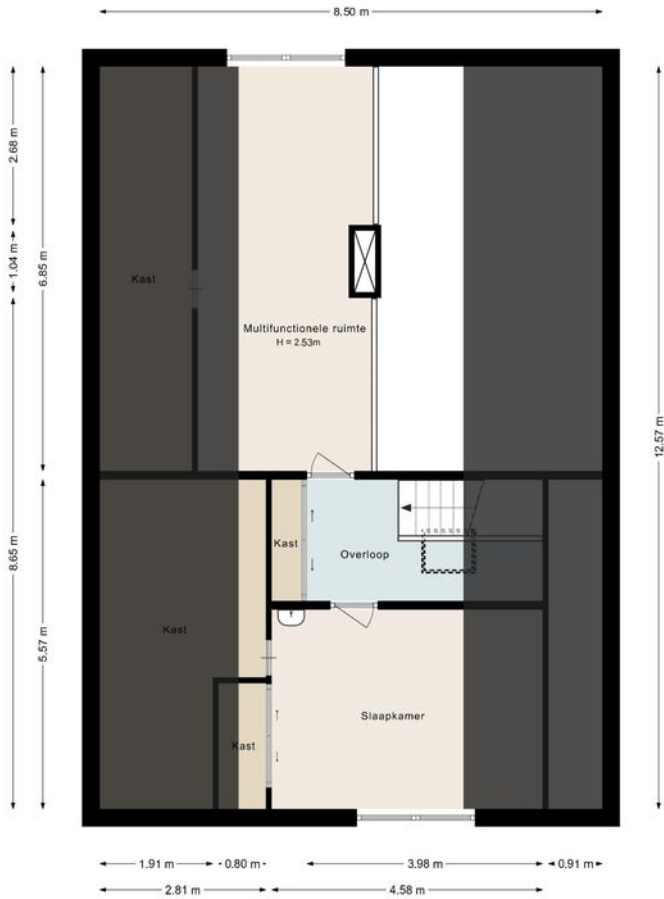 8.50 m
2.68 m
1.04 m
8.65 m
6.85 m
5.57 m
12.57 m
Kast
Multifunctionele ruimte
H = 2.53m
Kast
Overloop
Kast
Slaapkamer
Kast
1.91 m
0.80 m
3.98 m
0.91 m
2.81 m
4.58 m